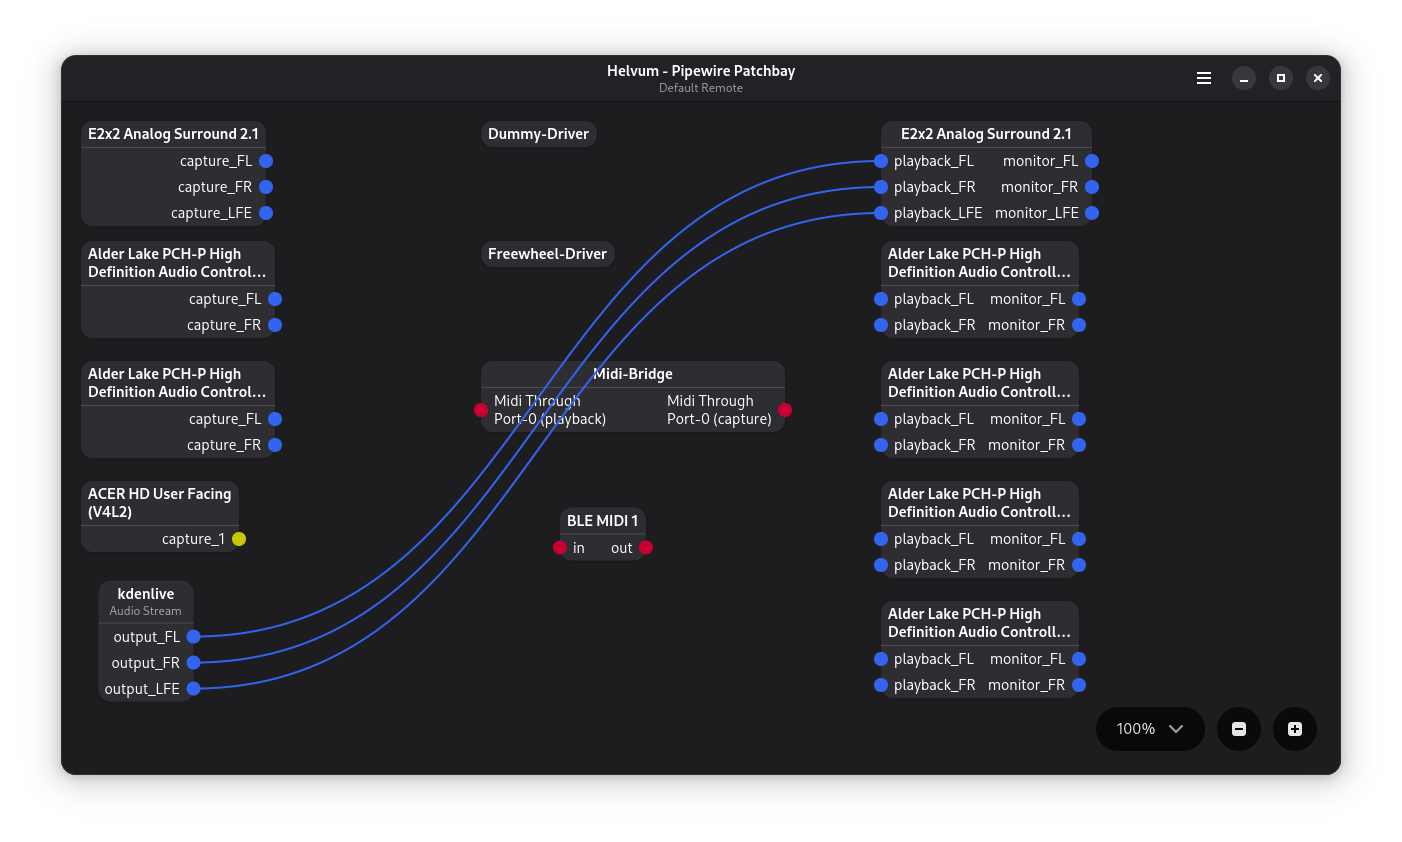 Helvum - Pipewire Patchbay
Default Remote
E2x2 Analog Surround 2.1
capture_FL
capture_FR
capture_LFE
Alder Lake PCH-P High
Definition Audio Control...
capture_FL
capture_FR
Alder Lake PCH-P High
Definition Audio Control...
capture_FL
capture_FR
ACER HD User Facing
(V4L2)
capture_1
kdenlive
Audio Stream
output_FL
output_FR
output_LFE
Dummy-Driver
Freewheel-Driver
Midi-Bridge
Midi Through
Port-0 (playback)
Midi Through
Port-0 (capture)
BLE MIDI 1
in out
E2x2 Analog Surround 2.1
playback_FL monitor_FL
playback_FR monitor_FR
playback_LFE monitor_LFE
Alder Lake PCH-P High
Definition Audio Controll...
playback_FL monitor_FL
playback_FR monitor_FR
Alder Lake PCH-P High
Definition Audio Controll...
playback_FL monitor_FL
playback_FR monitor_FR
Alder Lake PCH-P High
Definition Audio Controll...
playback_FL monitor_FL
playback_FR monitor_FR
Alder Lake PCH-P High
Definition Audio Controll...
playback_FL monitor_FL
playback_FR monitor_FR
100%